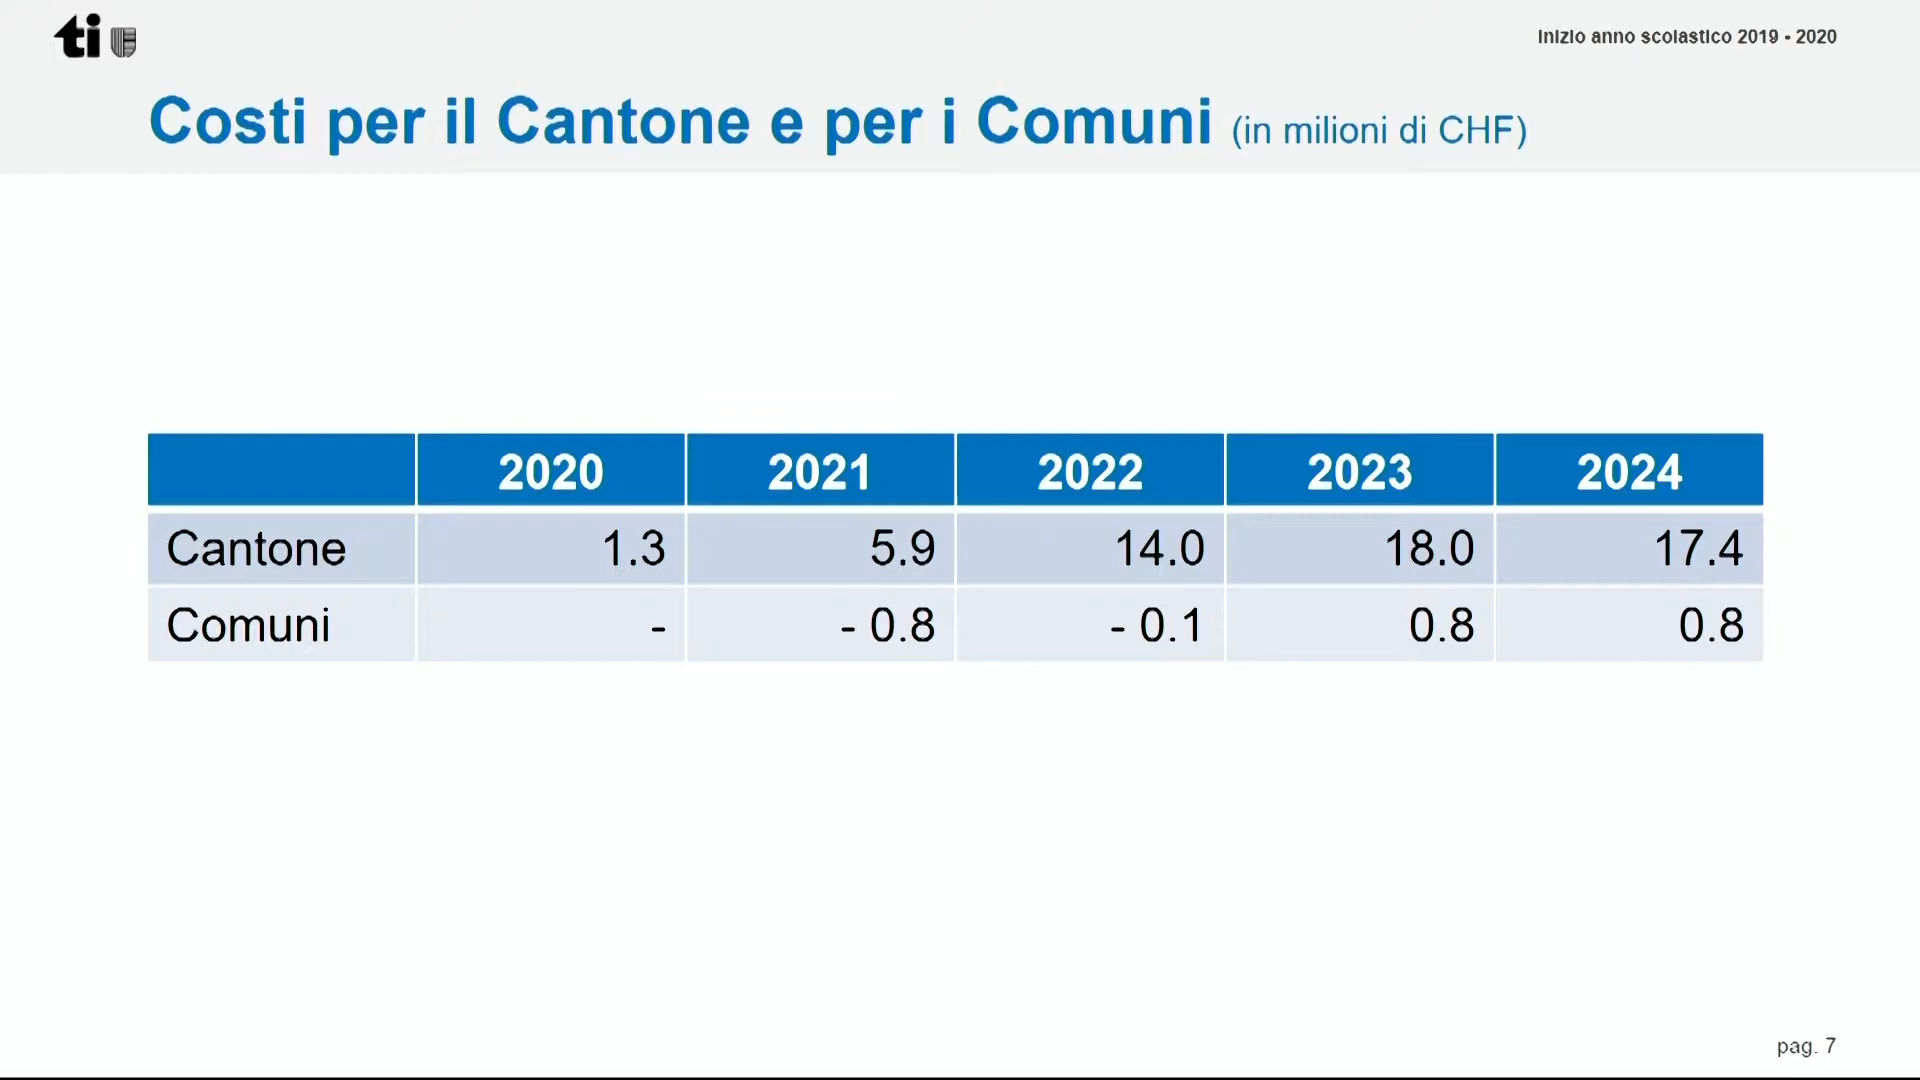 ti
Inizio anno scolastico 2019 - 2020
Costi per il Cantone e per i Comuni (in milioni di CHF)
2020 2021 2022 2023 2024
Cantone 1.3 5.9 14.0 18.0 17.4
Comuni - - 0.8 - 0.1 0.8 0.8
pag. 7